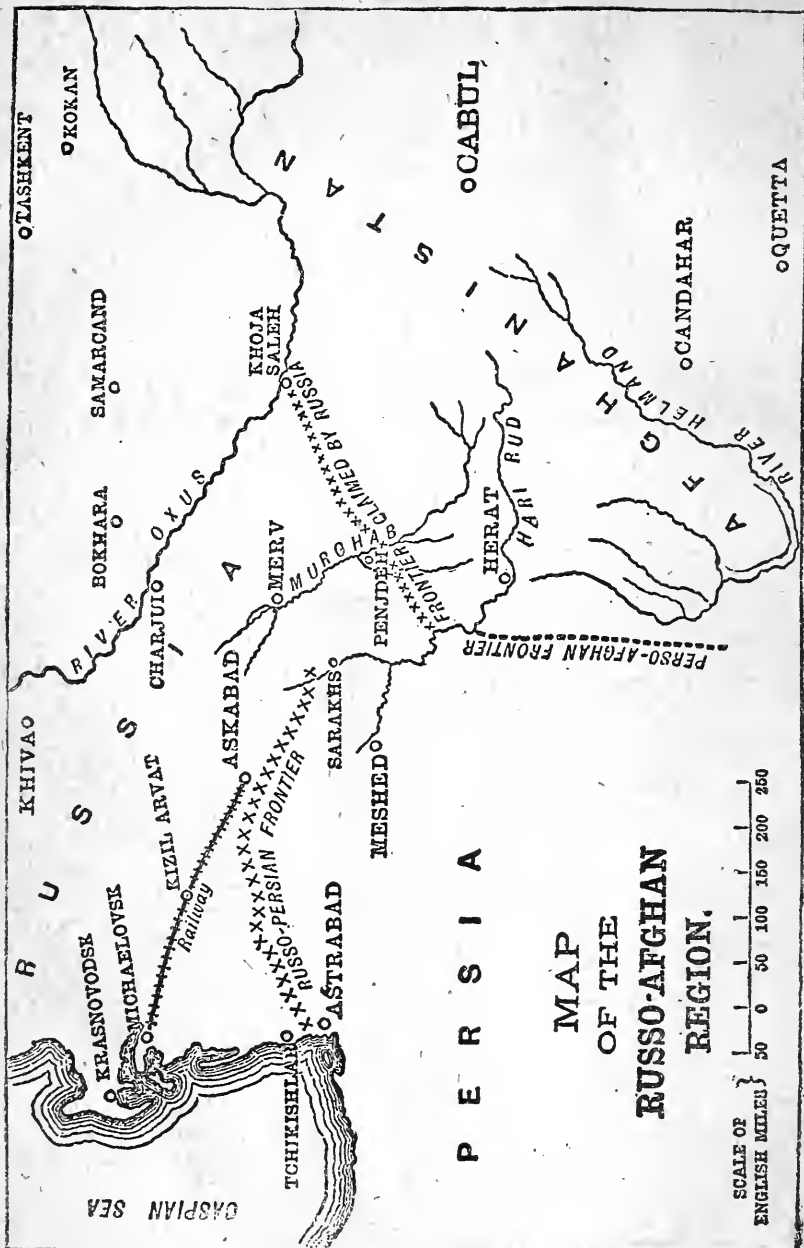 MAP
OF THE
RUSSO-AFGHAN
REGION.
SCALE OF
ENGLISH MILES
50 0 50 100 150 200 250
CASPIAN SEA
RUSSIA
PERSIA
AFGHANISTAN
KRASNOVODSK
MICHAELOVSK
KHIVA
KIZIL ARVAT
Railway
ASKABAD
RUSSO-PERSIAN FRONTIER
TCHIKISHLAR
ASTRABAD
MESHED
SARAKHS
RIVER OXUS
CHARJUI
BOKHARA
SAMARCAND
TASHKENT
KOKAN
MERV
MURGHAB
PENJDEH
FRONTIER CLAIMED BY RUSSIA
KHOJA
SALEH
HERAT
HARI RUD
PERSO-AFGHAN FRONTIER
RIVER HELMAND
CABUL
CANDAHAR
QUETTA